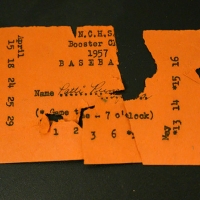 N.C.H.S.
Booster C
1957
BASEBA
Name
(* Game t e - 7 o'clock)
1 2 3 6 *
April
15 18 24 25 29
May
*13 14 *15 16